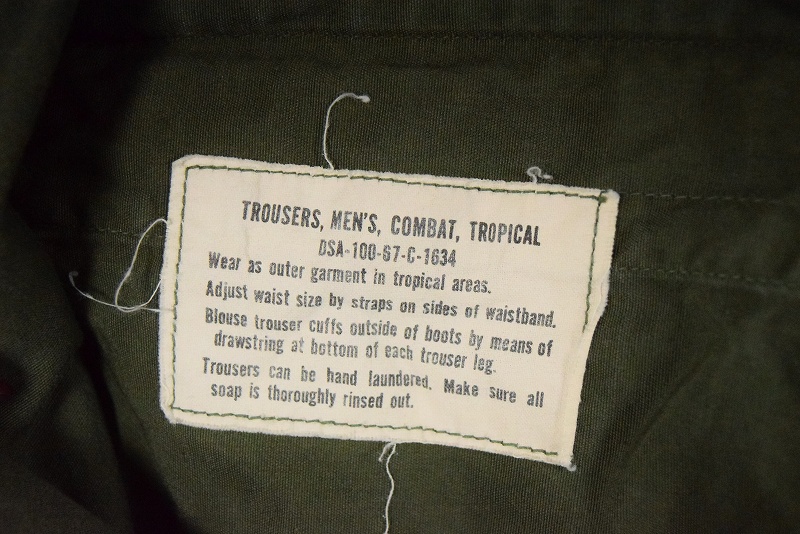 TROUSERS, MEN'S, COMBAT, TROPICAL
DSA-100-67-C-1634
Wear as outer garment in tropical areas.
Adjust waist size by straps on sides of waistband.
Blouse trouser cuffs outside of boots by means of
drawstring at bottom of each trouser leg.
Trousers can be hand laundered. Make sure all
soap is thoroughly rinsed out.